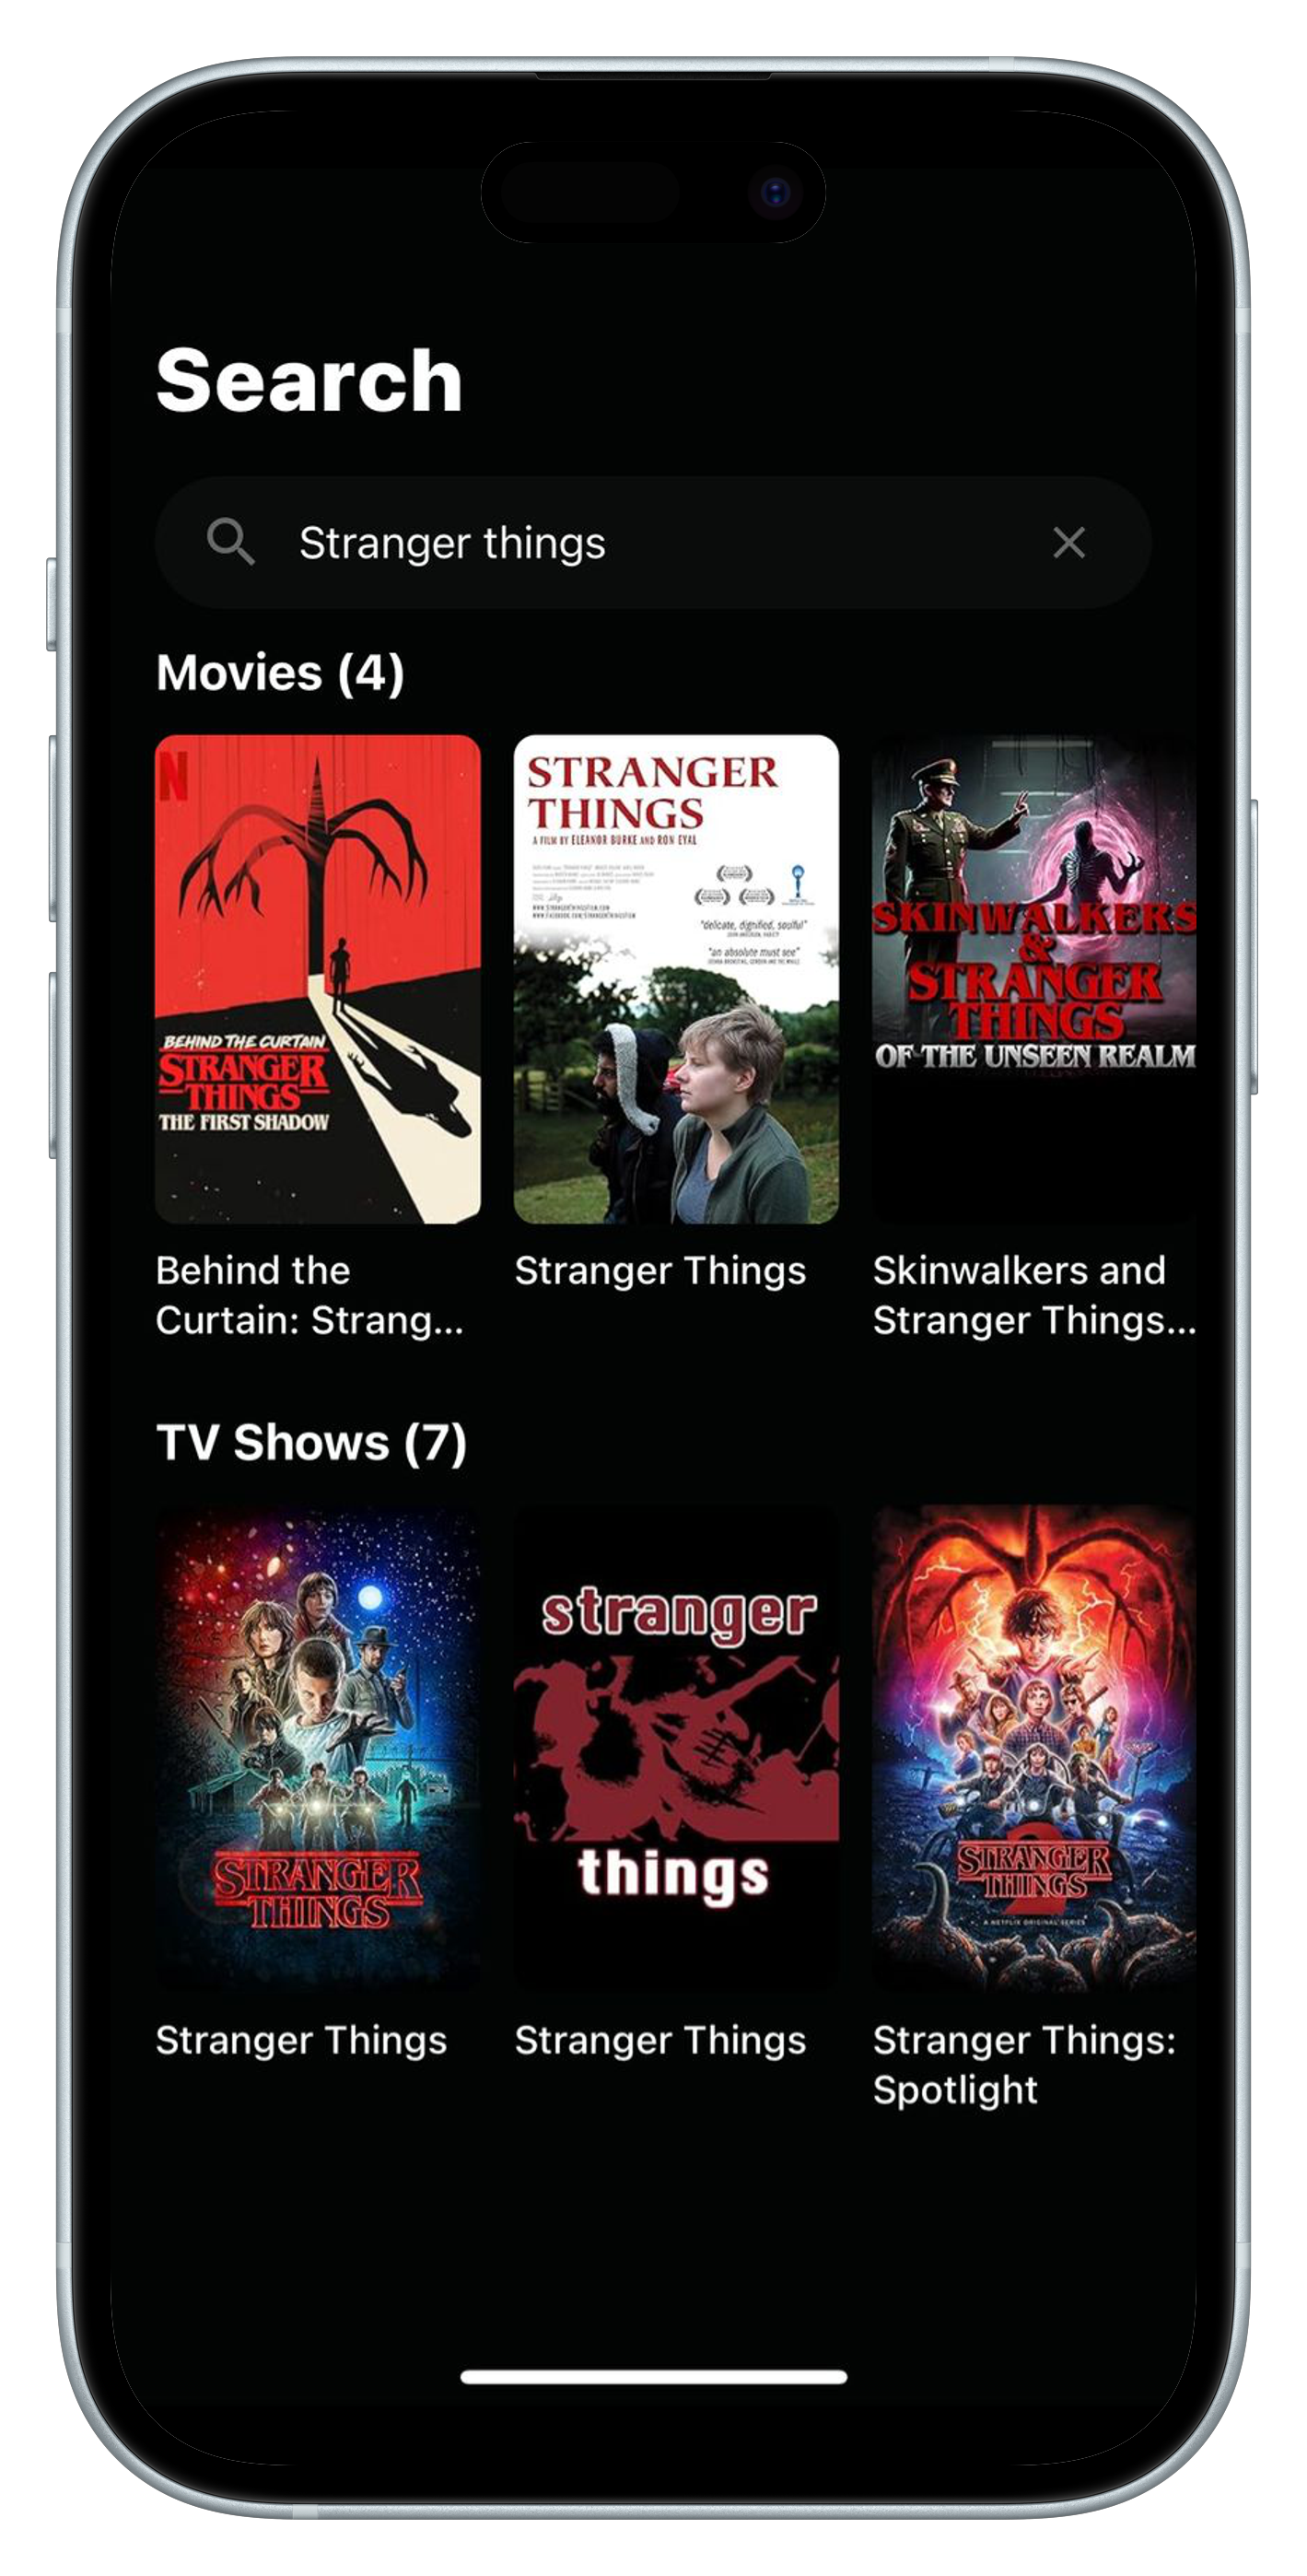 Search
Stranger things
Movies (4)
N
BEHIND THE CURTAIN
STRANGER
THINGS
THE FIRST SHADOW
STRANGER
THINGS
A FILM BY ELEANOR BURKE AND RON EYAL
"delicate, dignified, soulful"
"an absolute must see"
SKINWALKERS
&
STRANGER
THINGS
OF THE UNSEEN REALM
Behind the
Curtain: Strang...
Stranger Things
Skinwalkers and
Stranger Things...
TV Shows (7)
STRANGER
THINGS
stranger
things
2
STRANGER
THINGS
A NETFLIX ORIGINAL SERIES
Stranger Things
Stranger Things
Stranger Things:
Spotlight